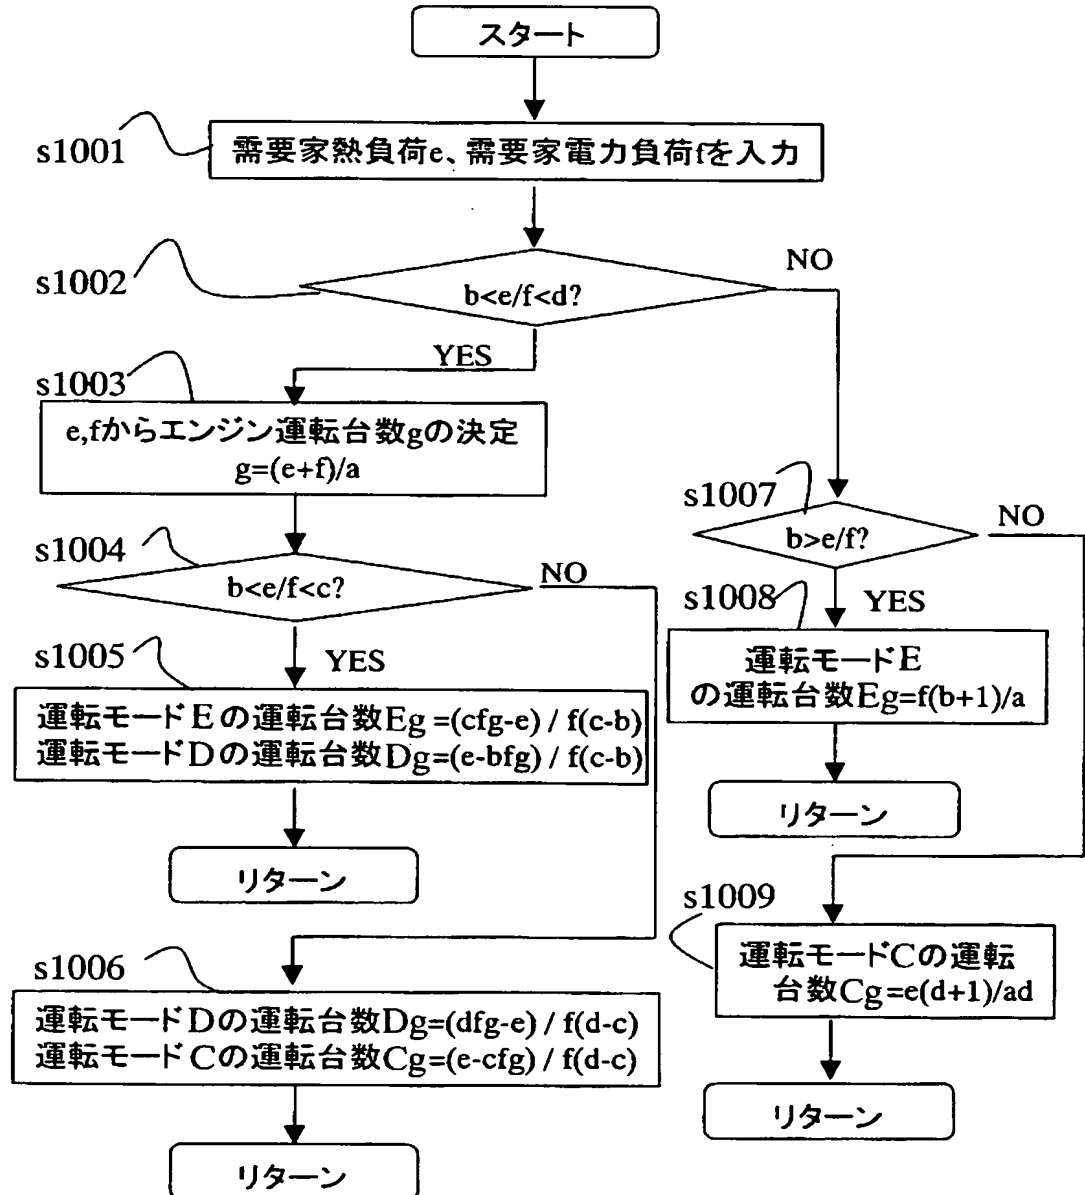 スタート
s1001
需要家熱負荷e、需要家電力負荷fを入力
s1002
b<e/f<d?
NO
YES
s1003
e,fからエンジン運転台数gの決定
g=(e+f)/a
s1004
b<e/f<c?
NO
YES
s1005
運転モードEの運転台数Eg=(cfg-e) / f(c-b)
運転モードDの運転台数Dg=(e-bfg) / f(c-b)
リターン
s1006
運転モードDの運転台数Dg=(dfg-e) / f(d-c)
運転モードCの運転台数Cg=(e-cfg) / f(d-c)
リターン
s1007
b>e/f?
NO
YES
s1008
運転モードE
の運転台数Eg=f(b+1)/a
リターン
s1009
運転モードCの運転
台数Cg=e(d+1)/ad
リターン